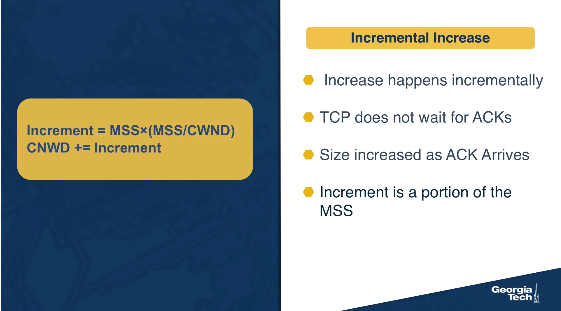 Increment = MSS×(MSS/CWND)
CNWD += Increment
Incremental Increase
Increase happens incrementally
TCP does not wait for ACKs
Size increased as ACK Arrives
Increment is a portion of the
MSS
Georgia
Tech